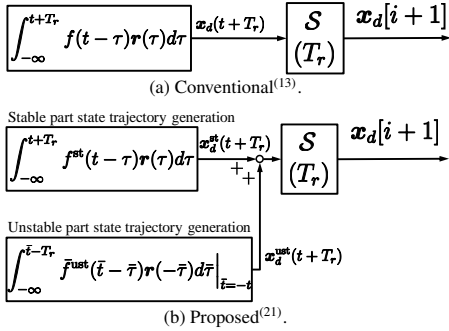 ∫_{-∞}^{t+T_r} f(t − τ)r(τ)dτ
x_d(t + T_r)
S
(T_r)
x_d[i + 1]
(a) Conventional^{(13)}.
Stable part state trajectory generation
∫_{-∞}^{t+T_r} f^{st}(t − τ)r(τ)dτ
x_d^{st}(t + T_r)
+
+
S
(T_r)
x_d[i + 1]
Unstable part state trajectory generation
∫_{-∞}^{t̄−T_r} f̄^{ust}(t̄ − τ̄)r(−τ̄)dτ̄|_{t̄=−t}
x_d^{ust}(t + T_r)
(b) Proposed^{(21)}.